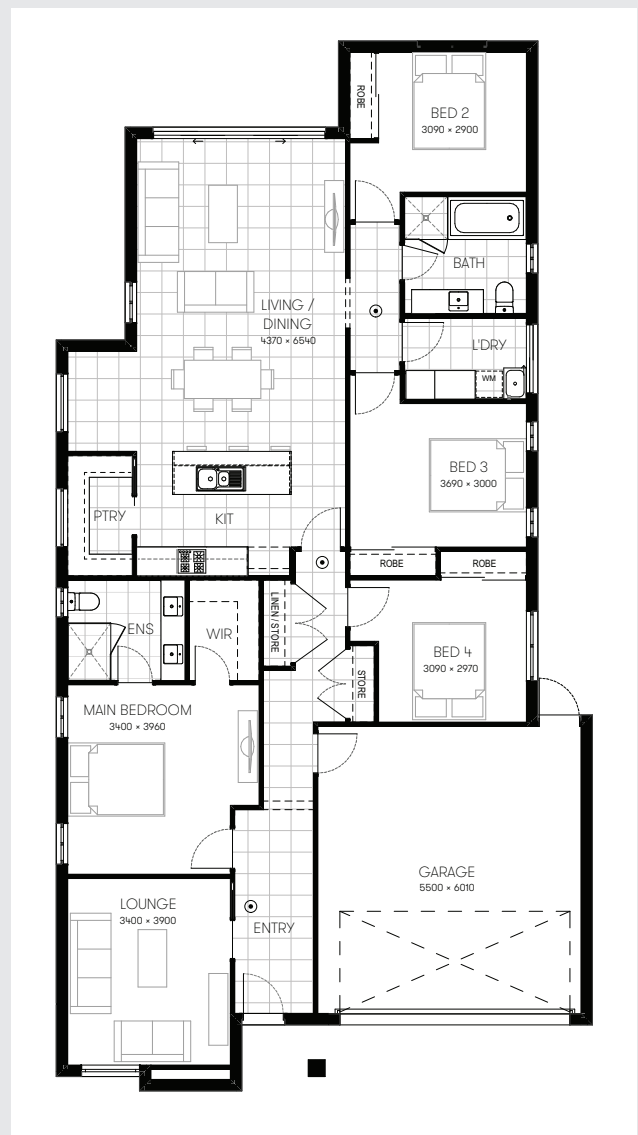 ROBE
BED 2
3090 × 2900
BATH
LIVING /
DINING
4370 × 6540
L'DRY
WM
BED 3
3690 × 3000
PTRY
KIT
ROBE
ROBE
ENS
WIR
LINEN / STORE
BED 4
3090 × 2970
STORE
MAIN BEDROOM
3400 × 3960
GARAGE
5500 × 6010
LOUNGE
3400 × 3900
ENTRY